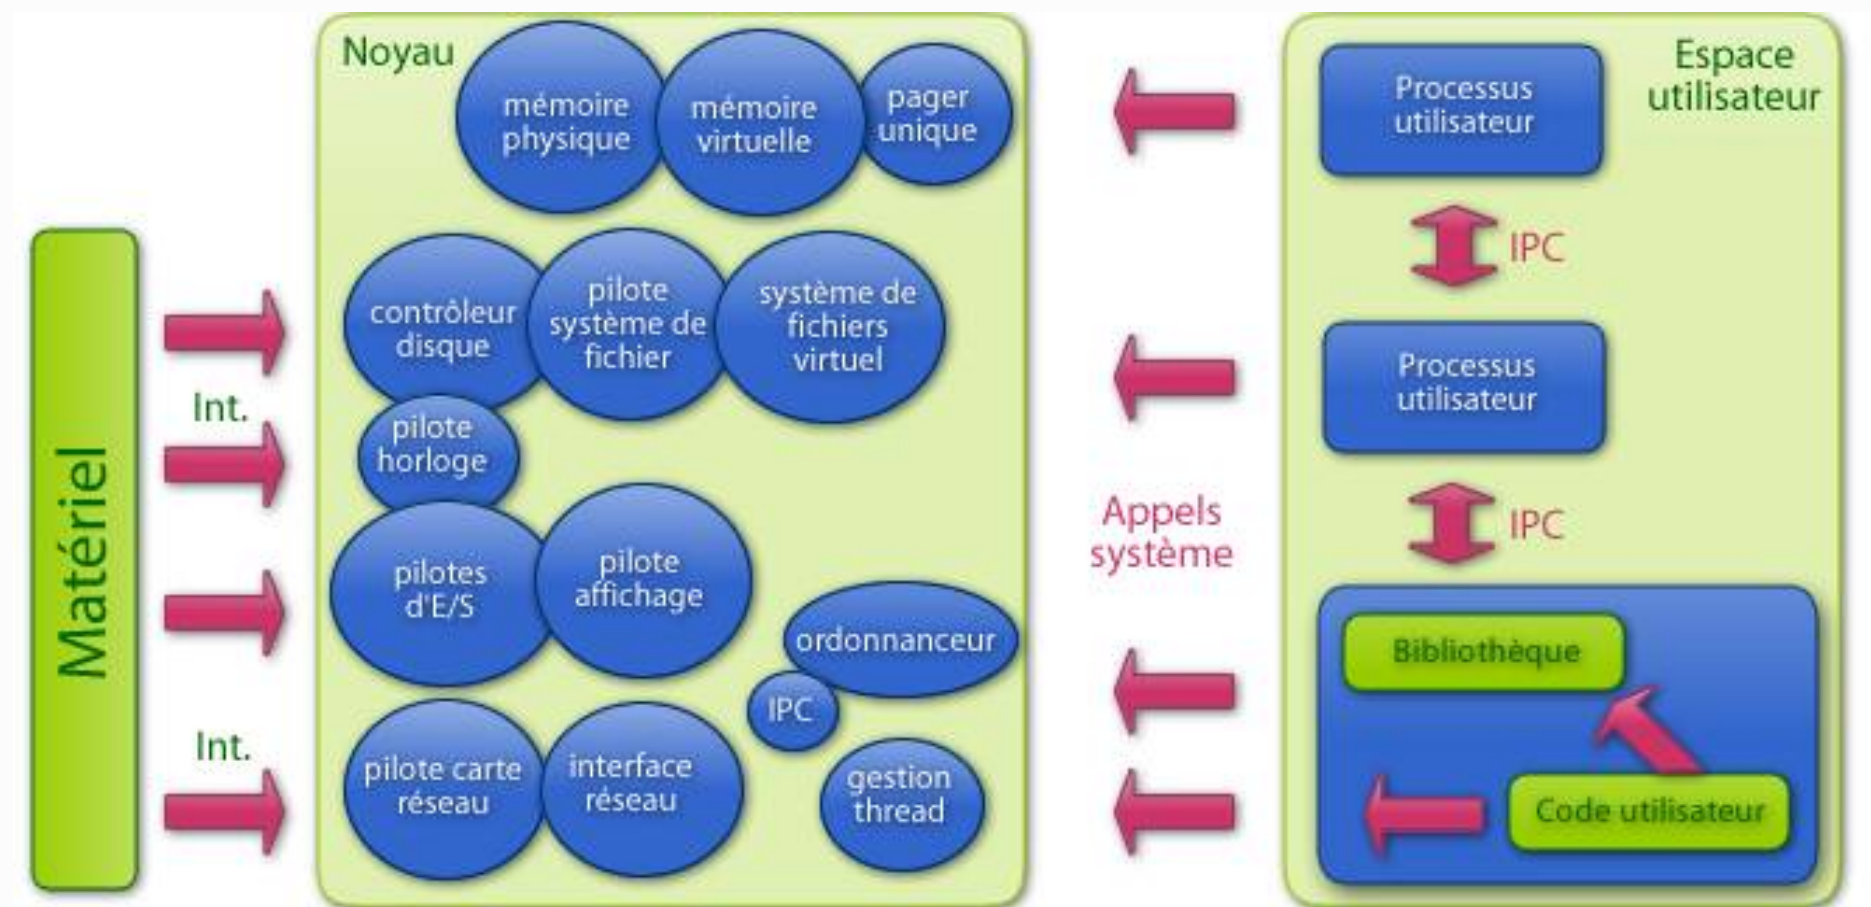 Noyau
mémoire
physique
mémoire
virtuelle
pager
unique
contrôleur
disque
pilote
système de
fichier
système de
fichiers
virtuel
pilote
horloge
pilotes
d'E/S
pilote
affichage
ordonnanceur
IPC
pilote carte
réseau
interface
réseau
gestion
thread
Matériel
Int.
Int.
Appels
système
Espace
utilisateur
Processus
utilisateur
IPC
Processus
utilisateur
IPC
Bibliothèque
Code utilisateur